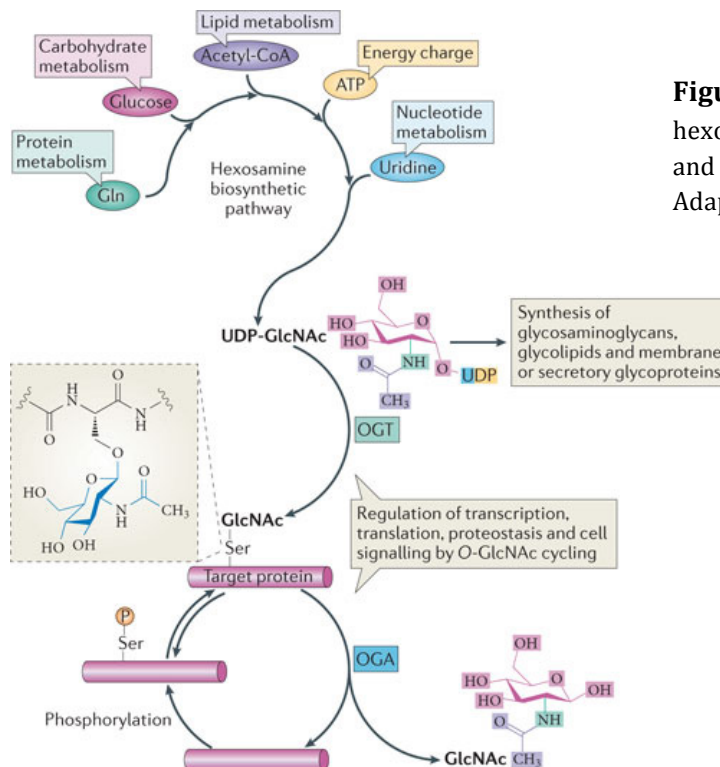 Lipid metabolism
Acetyl-CoA
Carbohydrate
metabolism
Glucose
Energy charge
ATP
Nucleotide
metabolism
Uridine
Protein
metabolism
Gln
Hexosamine
biosynthetic
pathway
Figu
hexo
and
Adap
UDP-GlcNAc
OH
HO
O
HO
NH
O
O
UDP
CH3
Synthesis of
glycosaminoglycans,
glycolipids and membrane
or secretory glycoproteins
OGT
O
H
N
N
H
O
O
O
HO
O
HO
OH
N
H
CH3
GlcNAc
Ser
Target protein
Regulation of transcription,
translation, proteostasis and cell
signalling by O-GlcNAc cycling
P
Ser
Phosphorylation
OGA
OH
HO
O
HO
OH
NH
O
GlcNAc CH3